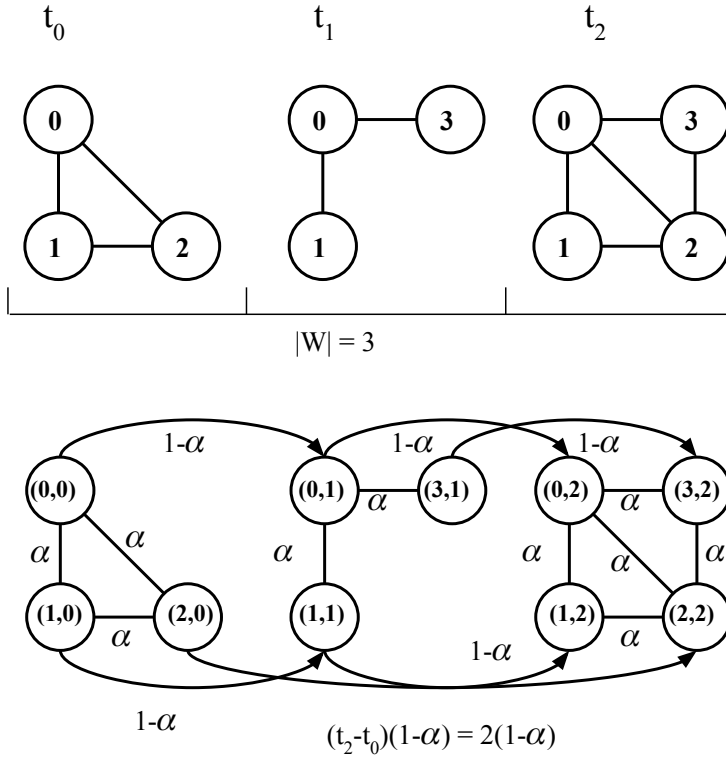 t₀ t₁ t₂
0 0 3 0 3
1 2 1 1 2
|W| = 3
1-α 1-α 1-α
(0,0) (0,1) α (3,1) (0,2) α (3,2)
α α α α α α
(1,0) α (2,0) (1,1) (1,2) α (2,2)
1-α 1-α
(t₂-t₀)(1-α) = 2(1-α)